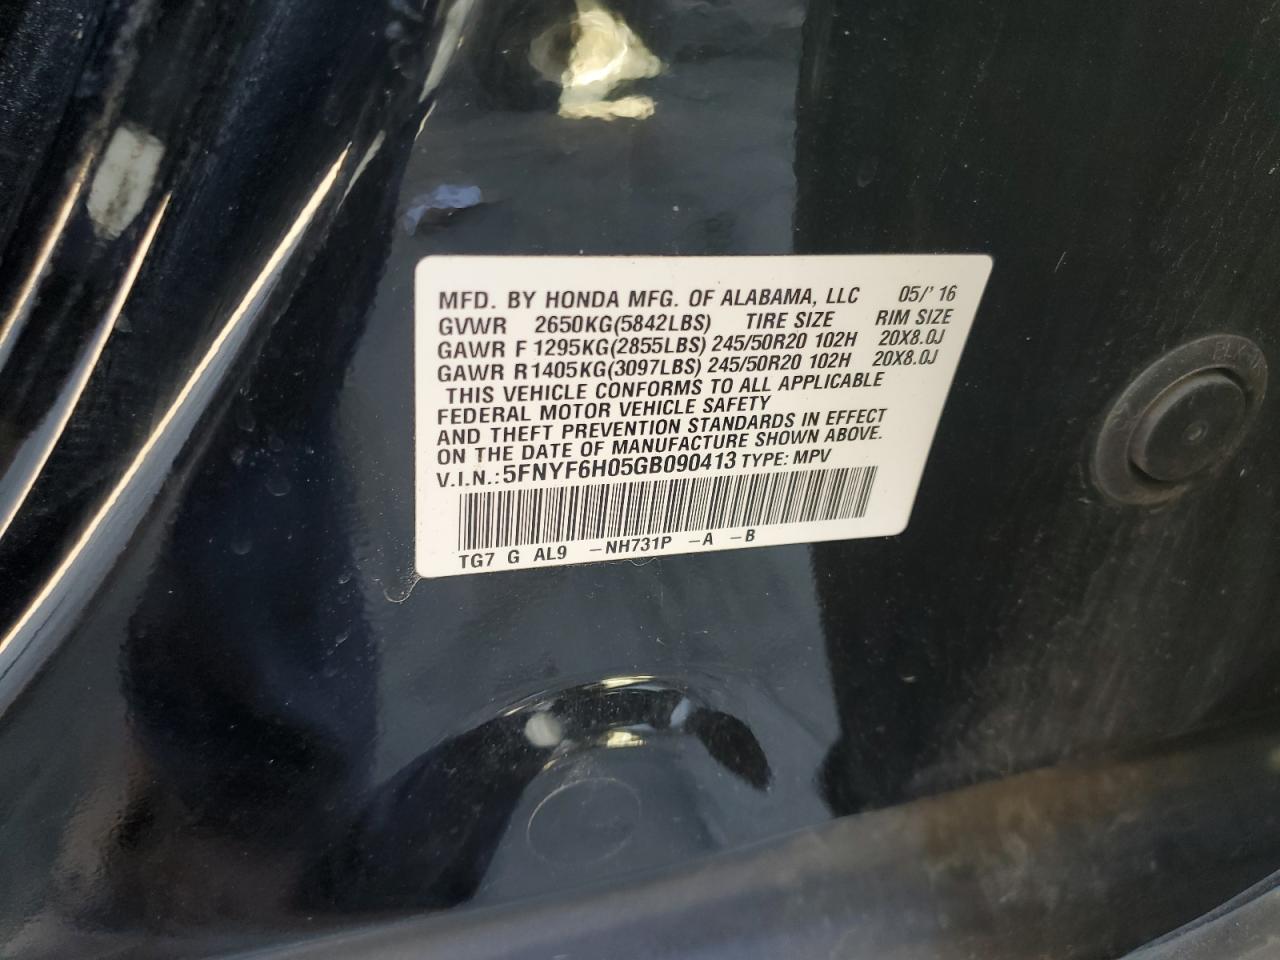 MFD. BY HONDA MFG. OF ALABAMA, LLC 05/'16
GVWR 2650KG(5842LBS) TIRE SIZE RIM SIZE
GAWR F 1295KG(2855LBS) 245/50R20 102H 20X8.0J
GAWR R 1405KG(3097LBS) 245/50R20 102H 20X8.0J
THIS VEHICLE CONFORMS TO ALL APPLICABLE
FEDERAL MOTOR VEHICLE SAFETY
AND THEFT PREVENTION STANDARDS IN EFFECT
ON THE DATE OF MANUFACTURE SHOWN ABOVE.
V.I.N.:5FNYF6H05GB090413 TYPE: MPV
TG7 G AL9 -NH731P -A -B